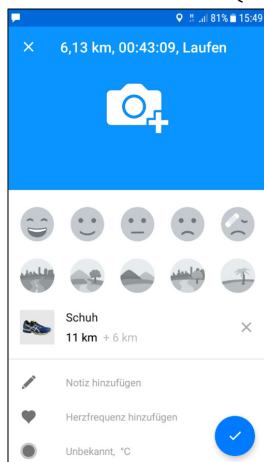 81% 15:49
6,13 km, 00:43:09, Laufen
Schuh
11 km + 6 km
Notiz hinzufügen
Herzfrequenz hinzufügen
Unbekannt, °C